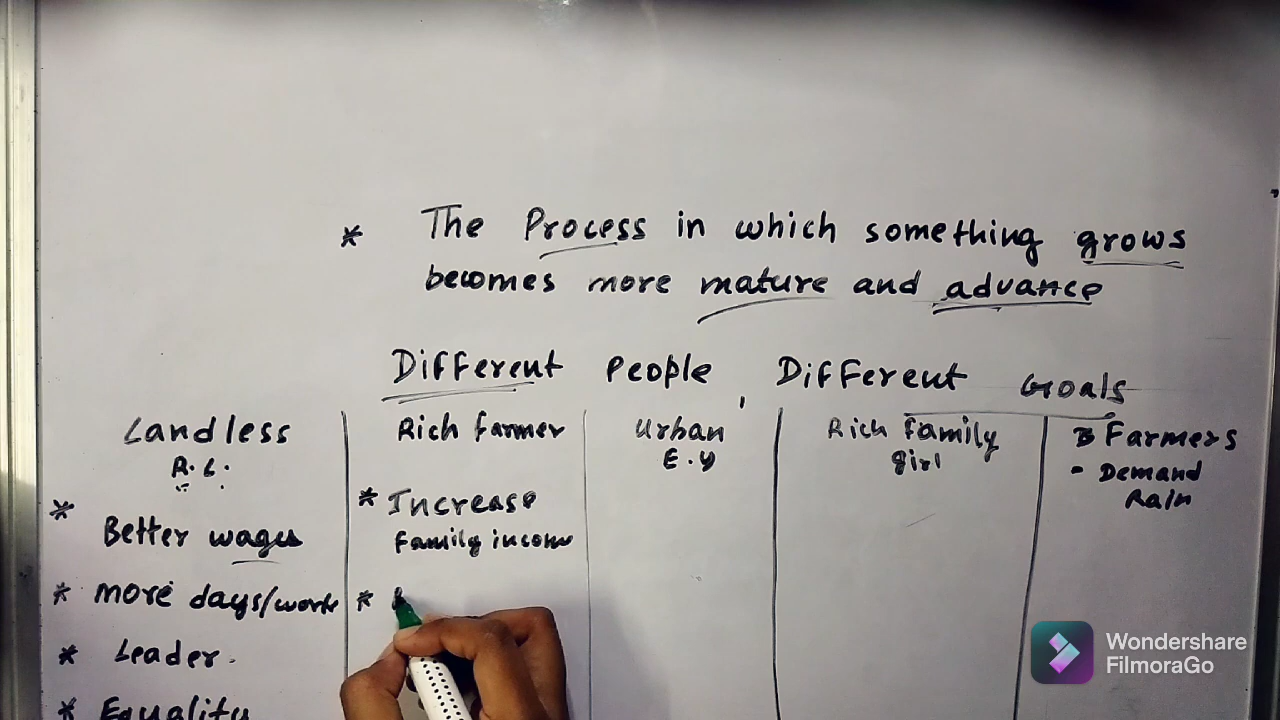 * The Process in which something grows
becomes more mature and advance
Different People Different Goals
Landless
R.L.
* Better wages
* more days/work
* Leader.
* Equality
Rich farmer
* Increase
Family income
*
Urban
E.y
Rich Family
girl
Farmers
- Demand
Rain
Wondershare
FilmoraGo